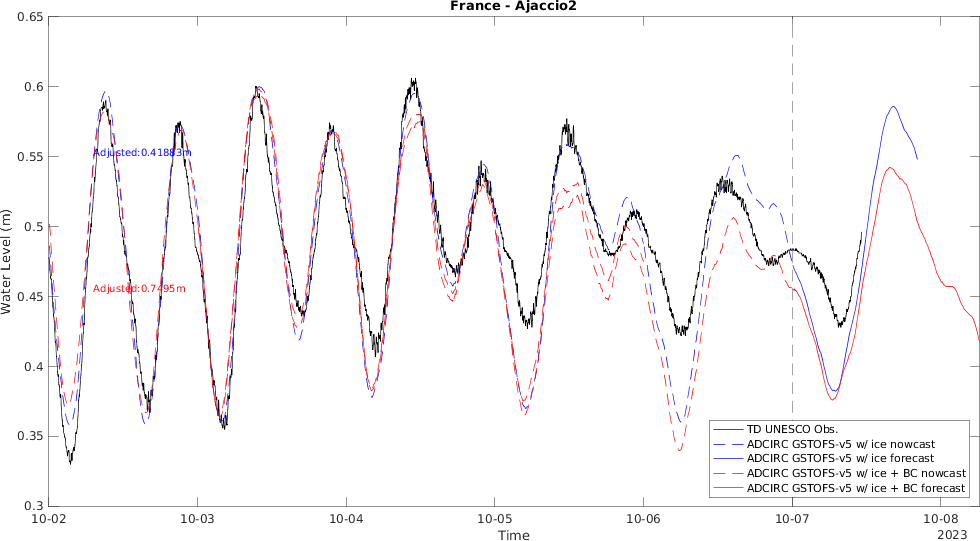 France - Ajaccio2
0.65
0.6
0.55
0.5
0.45
0.4
0.35
0.3
Water Level (m)
Adjusted:0.41883m
Adjusted:0.7495m
TD UNESCO Obs.
ADCIRC GSTOFS-v5 w/ ice nowcast
ADCIRC GSTOFS-v5 w/ ice forecast
ADCIRC GSTOFS-v5 w/ ice + BC nowcast
ADCIRC GSTOFS-v5 w/ ice + BC forecast
10-02 10-03 10-04 10-05 10-06 10-07 10-08
Time
2023